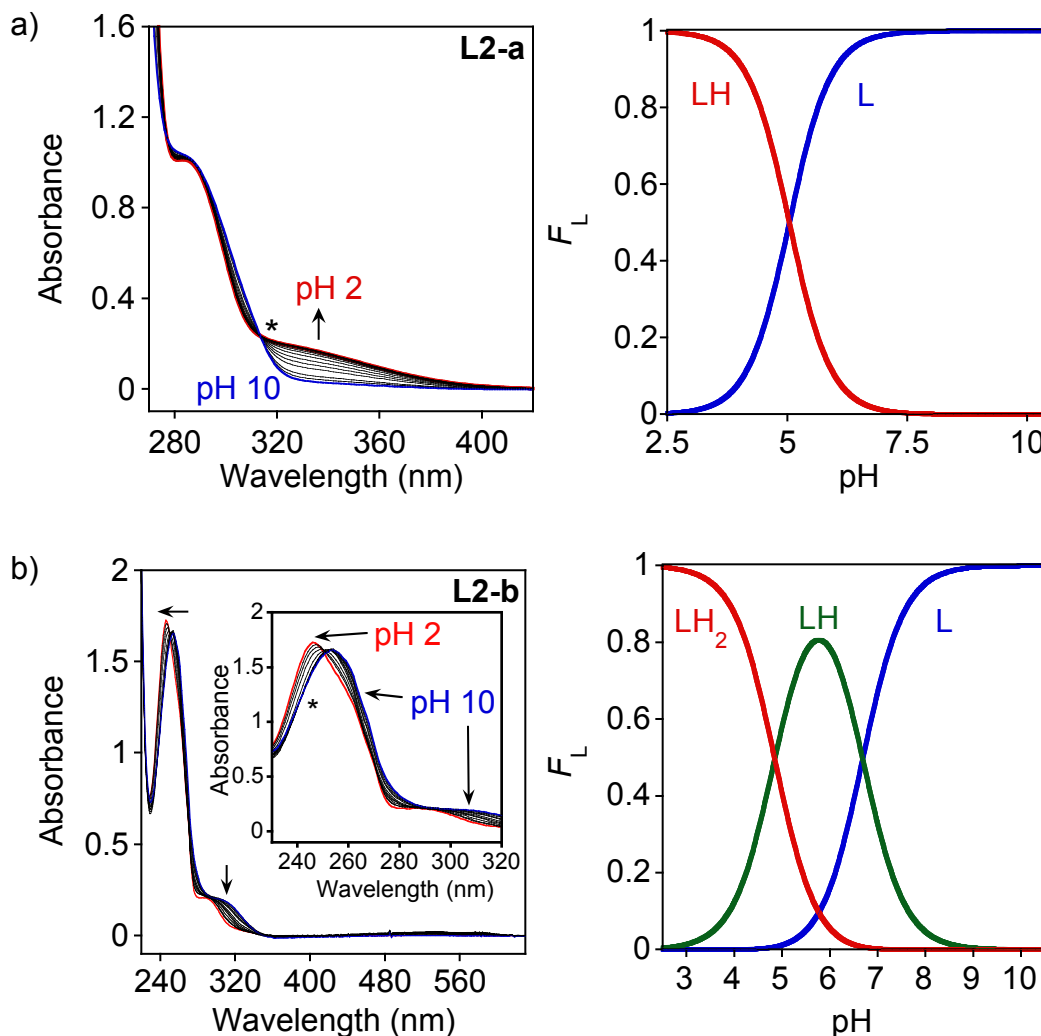 a)
L2-a
1.6
1.2
0.8
0.4
0
Absorbance
pH 2
*
pH 10
280 320 360 400
Wavelength (nm)
1
0.8
0.6
0.4
0.2
0
F_L
LH
L
2.5 5 7.5 10
pH
b)
L2-b
2
1.5
1
0.5
0
Absorbance
240 320 400 480 560
Wavelength (nm)
2
1.5
1
0.5
0
Absorbance
pH 2
pH 10
*
240 260 280 300 320
Wavelength (nm)
1
0.8
0.6
0.4
0.2
0
F_L
LH₂
LH
L
3 4 5 6 7 8 9 10
pH